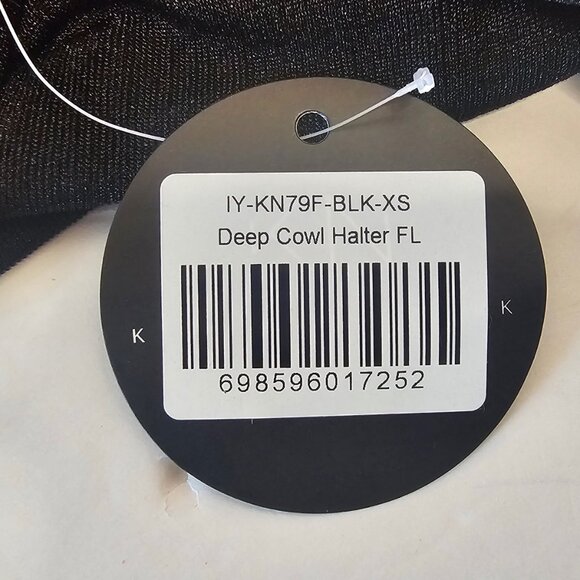 IY-KN79F-BLK-XS
Deep Cowl Halter FL
698596017252
K
K